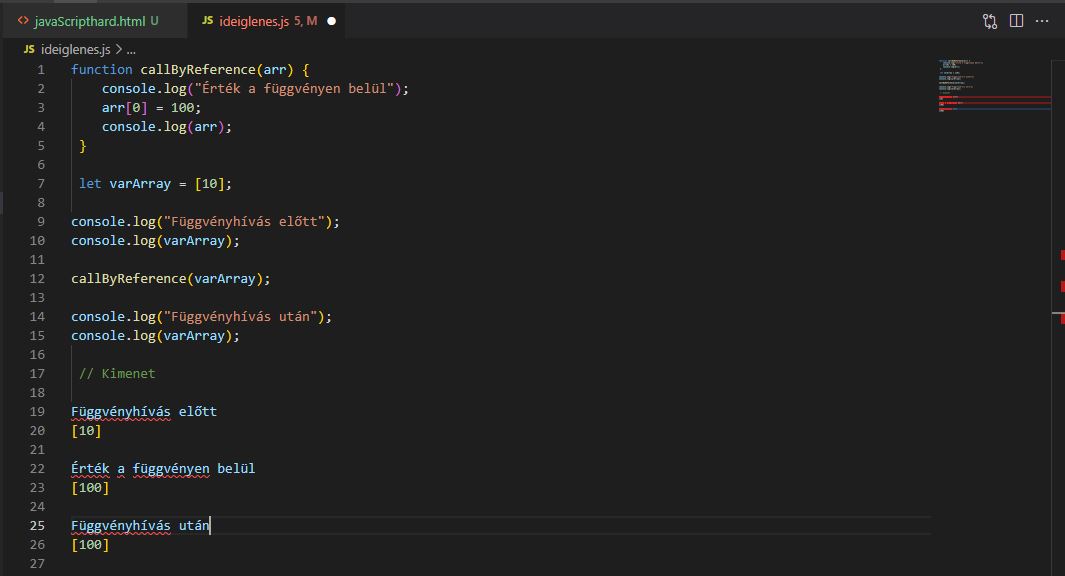 <> javaScripthard.html U JS ideiglenes.js 5, M
JS ideiglenes.js > ...
1 function callByReference(arr) {
2 console.log("Érték a függvényen belül");
3 arr[0] = 100;
4 console.log(arr);
5 }
6
7 let varArray = [10];
8
9 console.log("Függvényhívás előtt");
10 console.log(varArray);
11
12 callByReference(varArray);
13
14 console.log("Függvényhívás után");
15 console.log(varArray);
16
17 // Kimenet
18
19 Függvényhívás előtt
20 [10]
21
22 Érték a függvényen belül
23 [100]
24
25 Függvényhívás után
26 [100]
27